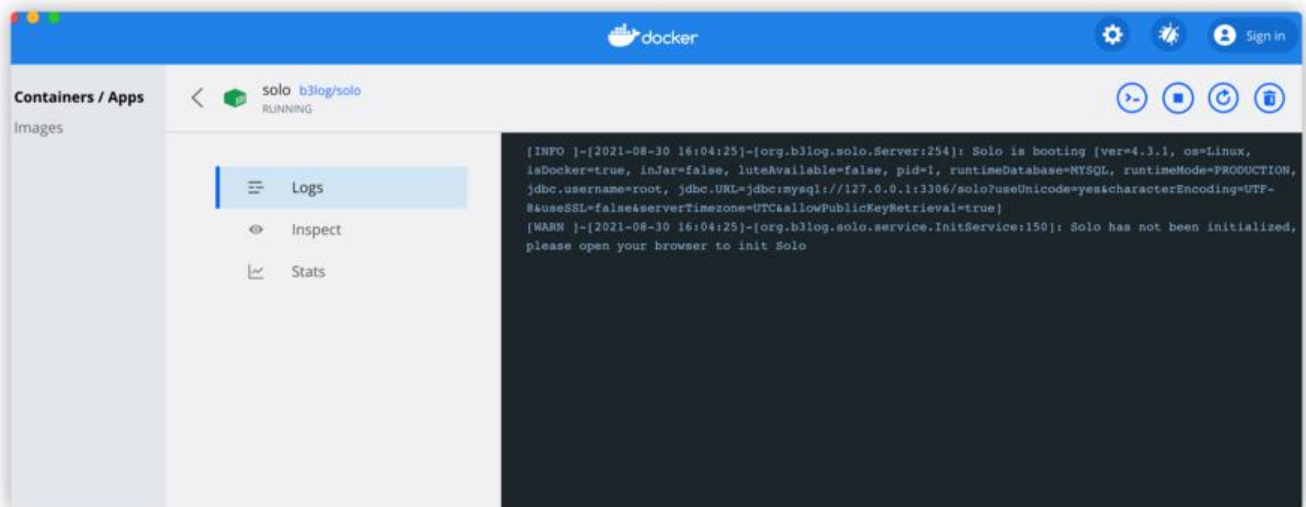 docker
Sign in
Containers / Apps
Images
solo b3log/solo
RUNNING
Logs
Inspect
Stats
[INFO ]-[2021-08-30 16:04:25]-[org.b3log.solo.Server:254]: Solo is booting [ver=4.3.1, os=Linux,
isDocker=true, inJar=false, luteAvailable=false, pid=1, runtimeDatabase=MYSQL, runtimeMode=PRODUCTION,
jdbc.username=root, jdbc.URL=jdbc:mysql://127.0.0.1:3306/solo?useUnicode=yes&characterEncoding=UTF-
8&useSSL=false&serverTimezone=UTC&allowPublicKeyRetrieval=true]
[WARN ]-[2021-08-30 16:04:25]-[org.b3log.solo.service.InitService:150]: Solo has not been initialized,
please open your browser to init Solo